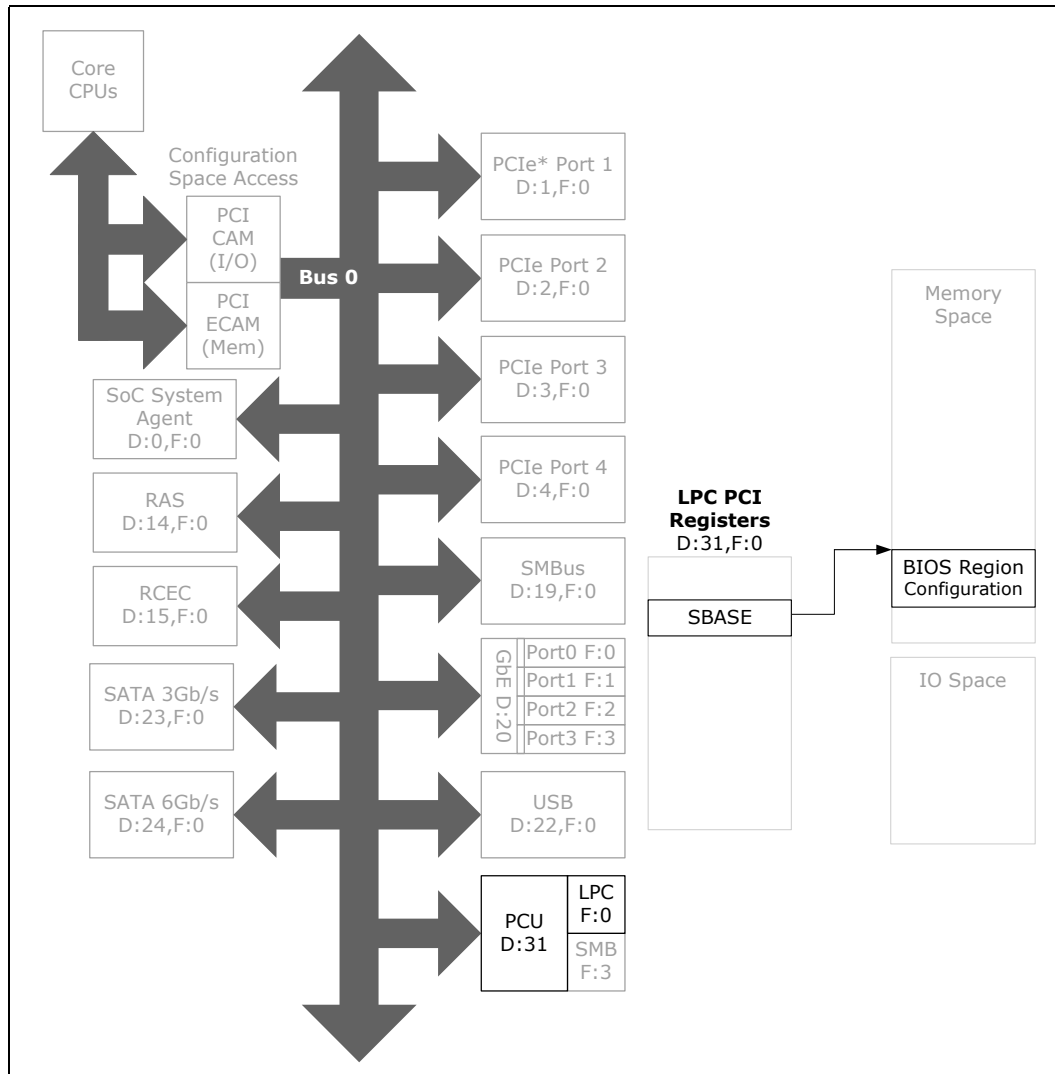 Core
CPUs
Configuration
Space Access
PCI
CAM
(I/O)
PCI
ECAM
(Mem)
Bus 0
SoC System
Agent
D:0,F:0
RAS
D:14,F:0
RCEC
D:15,F:0
SATA 3Gb/s
D:23,F:0
SATA 6Gb/s
D:24,F:0
PCIe* Port 1
D:1,F:0
PCIe Port 2
D:2,F:0
PCIe Port 3
D:3,F:0
PCIe Port 4
D:4,F:0
SMBus
D:19,F:0
GbE D:20
Port0 F:0
Port1 F:1
Port2 F:2
Port3 F:3
USB
D:22,F:0
PCU
D:31
LPC
F:0
SMB
F:3
LPC PCI
Registers
D:31,F:0
SBASE
Memory
Space
BIOS Region
Configuration
IO Space